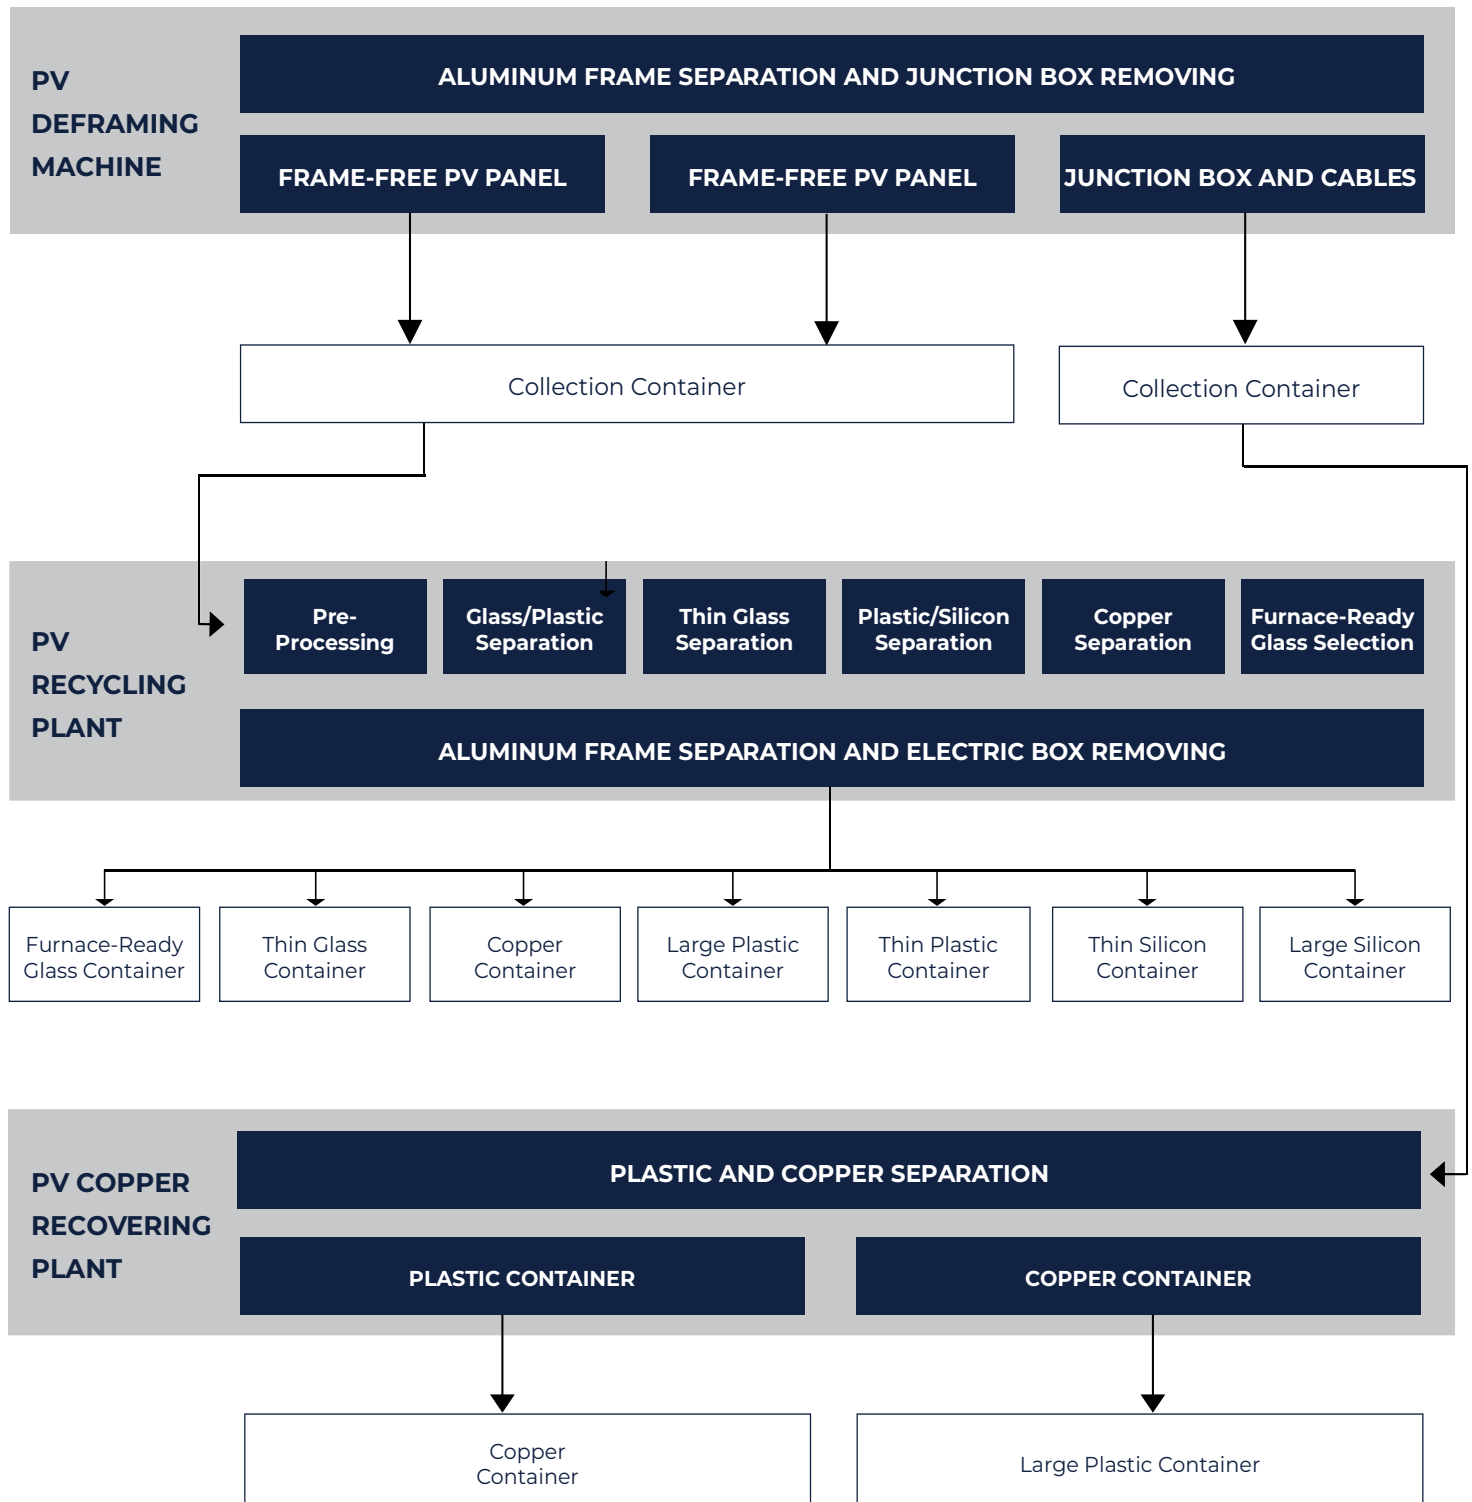 PV
DEFRAMING
MACHINE
ALUMINUM FRAME SEPARATION AND JUNCTION BOX REMOVING
FRAME-FREE PV PANEL
FRAME-FREE PV PANEL
JUNCTION BOX AND CABLES
Collection Container
Collection Container
PV
RECYCLING
PLANT
Pre-
Processing
Glass/Plastic
Separation
Thin Glass
Separation
Plastic/Silicon
Separation
Copper
Separation
Furnace-Ready
Glass Selection
ALUMINUM FRAME SEPARATION AND ELECTRIC BOX REMOVING
Furnace-Ready
Glass Container
Thin Glass
Container
Copper
Container
Large Plastic
Container
Thin Plastic
Container
Thin Silicon
Container
Large Silicon
Container
PV COPPER
RECOVERING
PLANT
PLASTIC AND COPPER SEPARATION
PLASTIC CONTAINER
COPPER CONTAINER
Copper
Container
Large Plastic Container